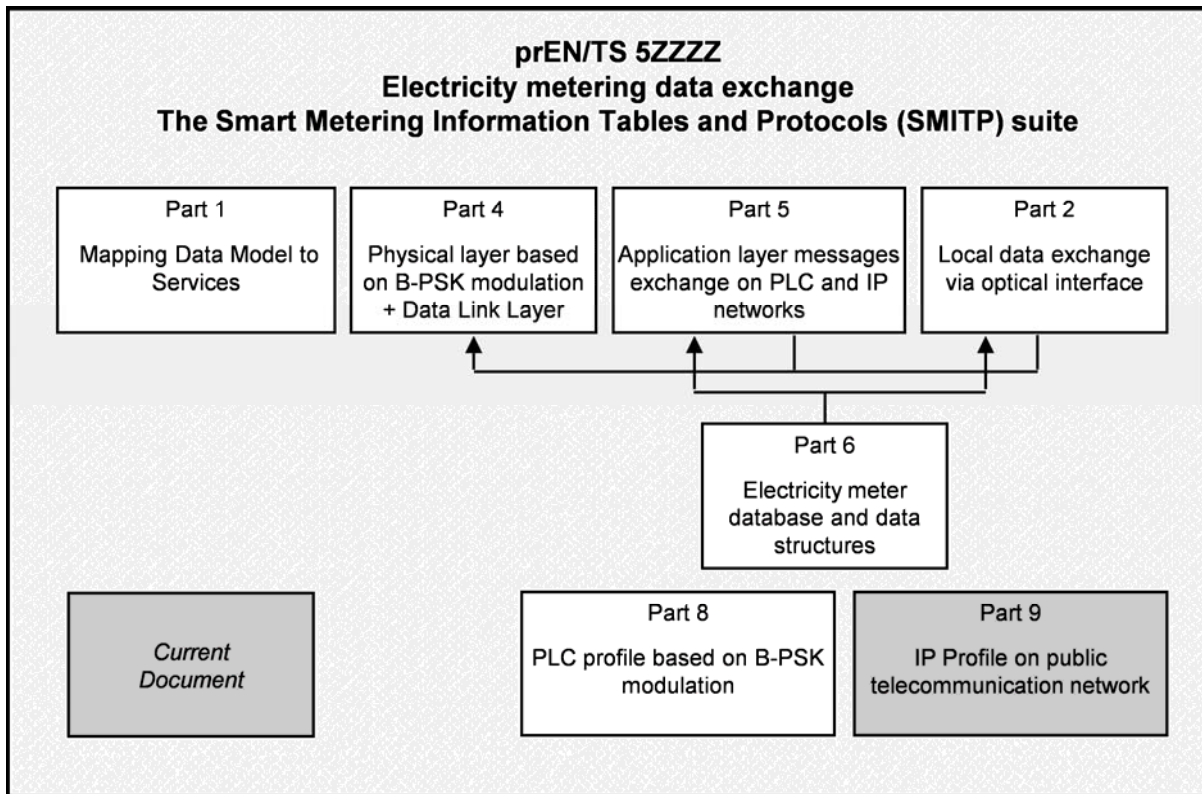 prEN/TS 5ZZZZ
Electricity metering data exchange
The Smart Metering Information Tables and Protocols (SMITP) suite
Part 1
Mapping Data Model to
Services
Part 4
Physical layer based
on B-PSK modulation
+ Data Link Layer
Part 5
Application layer messages
exchange on PLC and IP
networks
Part 2
Local data exchange
via optical interface
Part 6
Electricity meter
database and data
structures
Current
Document
Part 8
PLC profile based on B-PSK
modulation
Part 9
IP Profile on public
telecommunication network